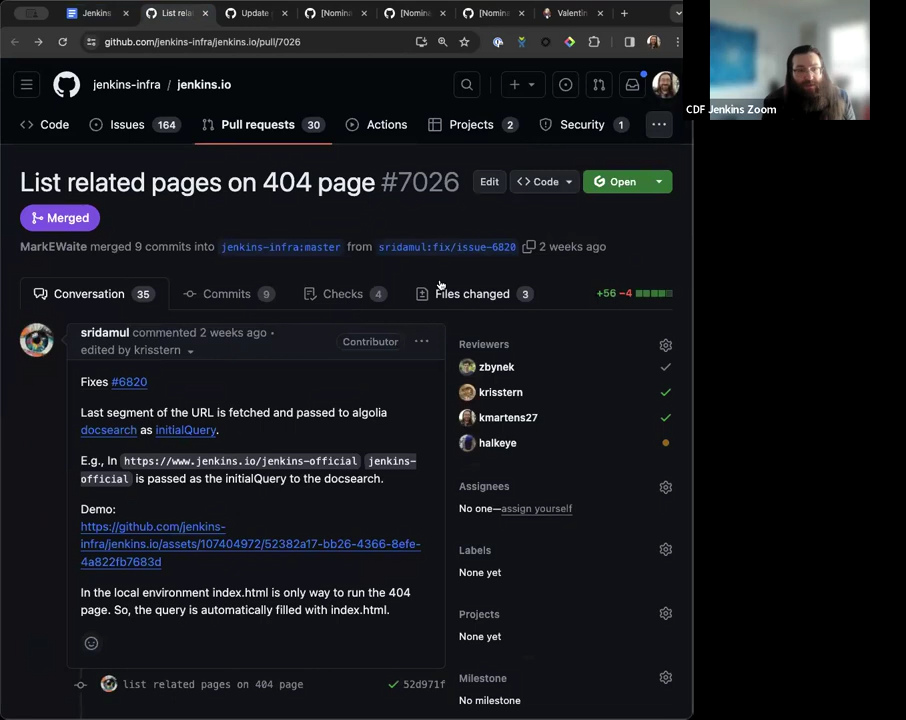 Jenkins
List rela
Update
[Nomina
[Nomina
[Nomina
Valentin
github.com/jenkins-infra/jenkins.io/pull/7026
jenkins-infra / jenkins.io
CDF Jenkins Zoom
Code
Issues 164
Pull requests 30
Actions
Projects 2
Security 1
List related pages on 404 page #7026
Edit
<> Code
Open
Merged
MarkEWaite merged 9 commits into jenkins-infra:master from sridamul:fix/issue-6820 2 weeks ago
Conversation 35
Commits 9
Checks 4
Files changed 3
+56 −4
sridamul commented 2 weeks ago •
edited by krisstern
Contributor
Fixes #6820
Last segment of the URL is fetched and passed to algolia
docsearch as initialQuery.
E.g., In https://www.jenkins.io/jenkins-official jenkins-
official is passed as the initialQuery to the docsearch.
Demo:
https://github.com/jenkins-
infra/jenkins.io/assets/107404972/52382a17-bb26-4366-8efe-
4a822fb7683d
In the local environment index.html is only way to run the 404
page. So, the query is automatically filled with index.html.
list related pages on 404 page
52d971f
Reviewers
zbynek
krisstern
kmartens27
halkeye
Assignees
No one—assign yourself
Labels
None yet
Projects
None yet
Milestone
No milestone